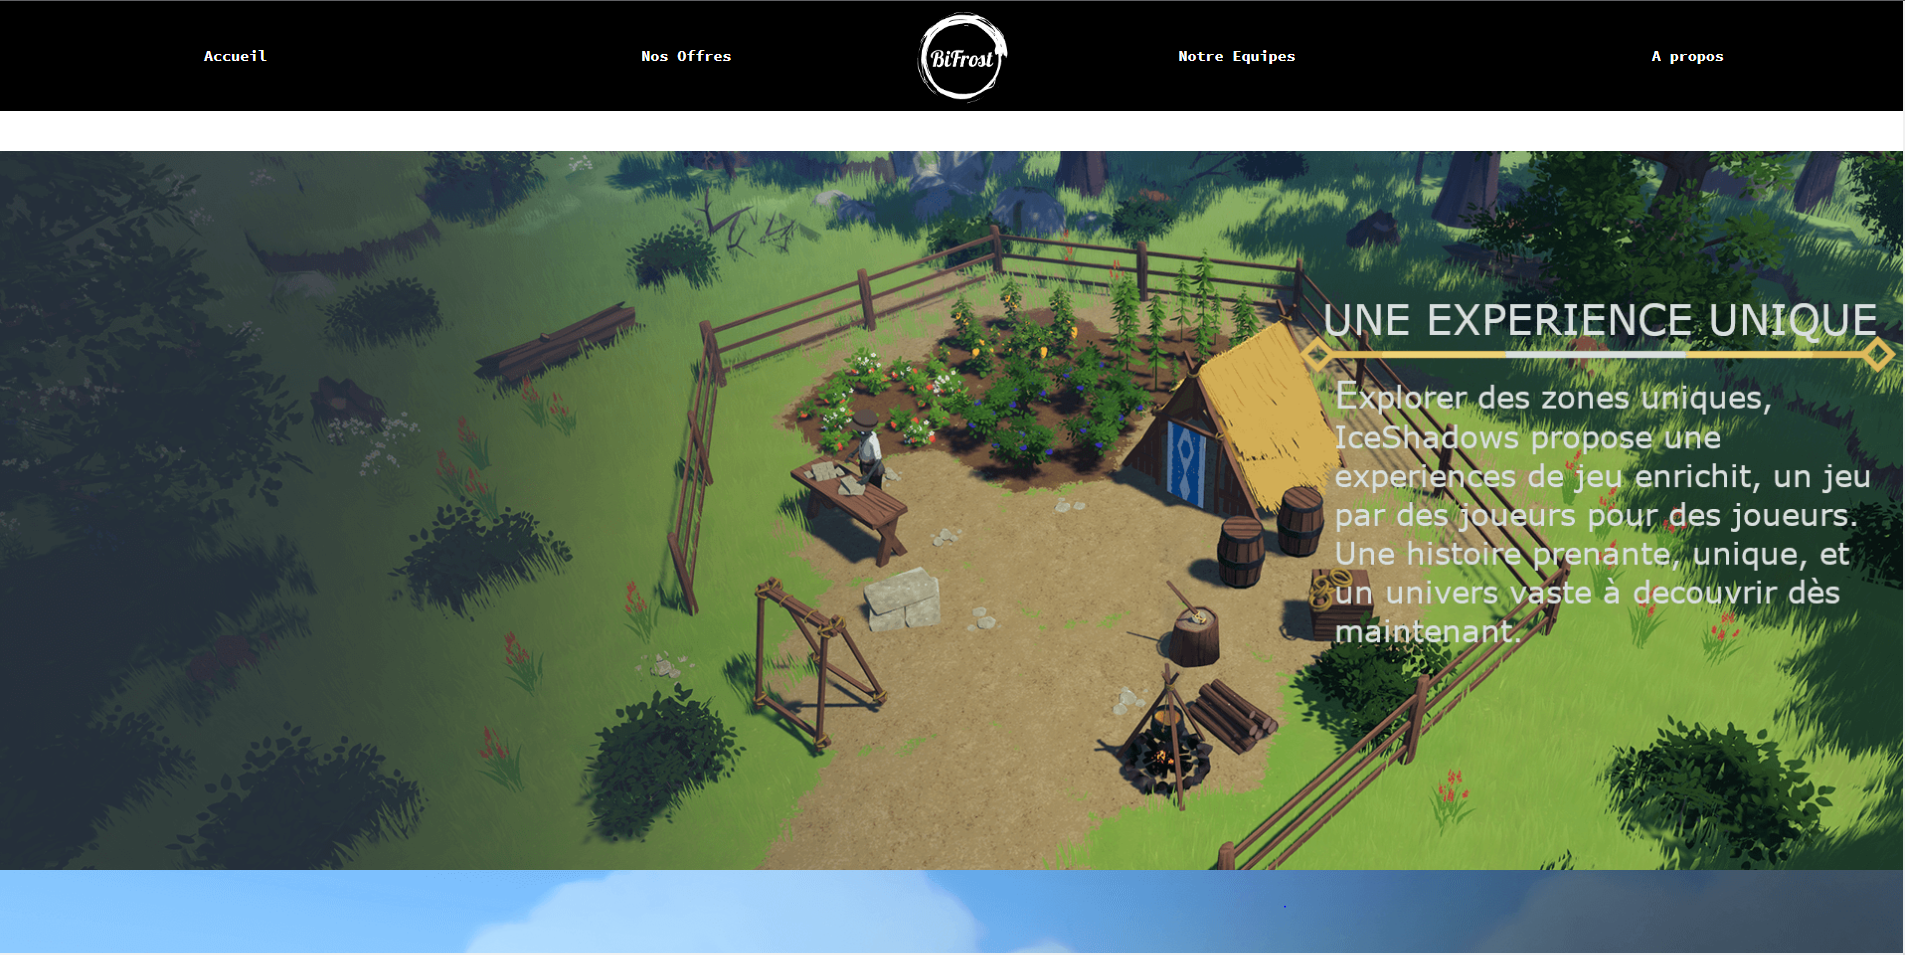 Accueil
Nos Offres
BiFrost
Notre Equipes
A propos
UNE EXPERIENCE UNIQUE
Explorer des zones uniques,
IceShadows propose une
experiences de jeu enrichit, un jeu
par des joueurs pour des joueurs.
Une histoire prenante, unique, et
un univers vaste à decouvrir dès
maintenant.